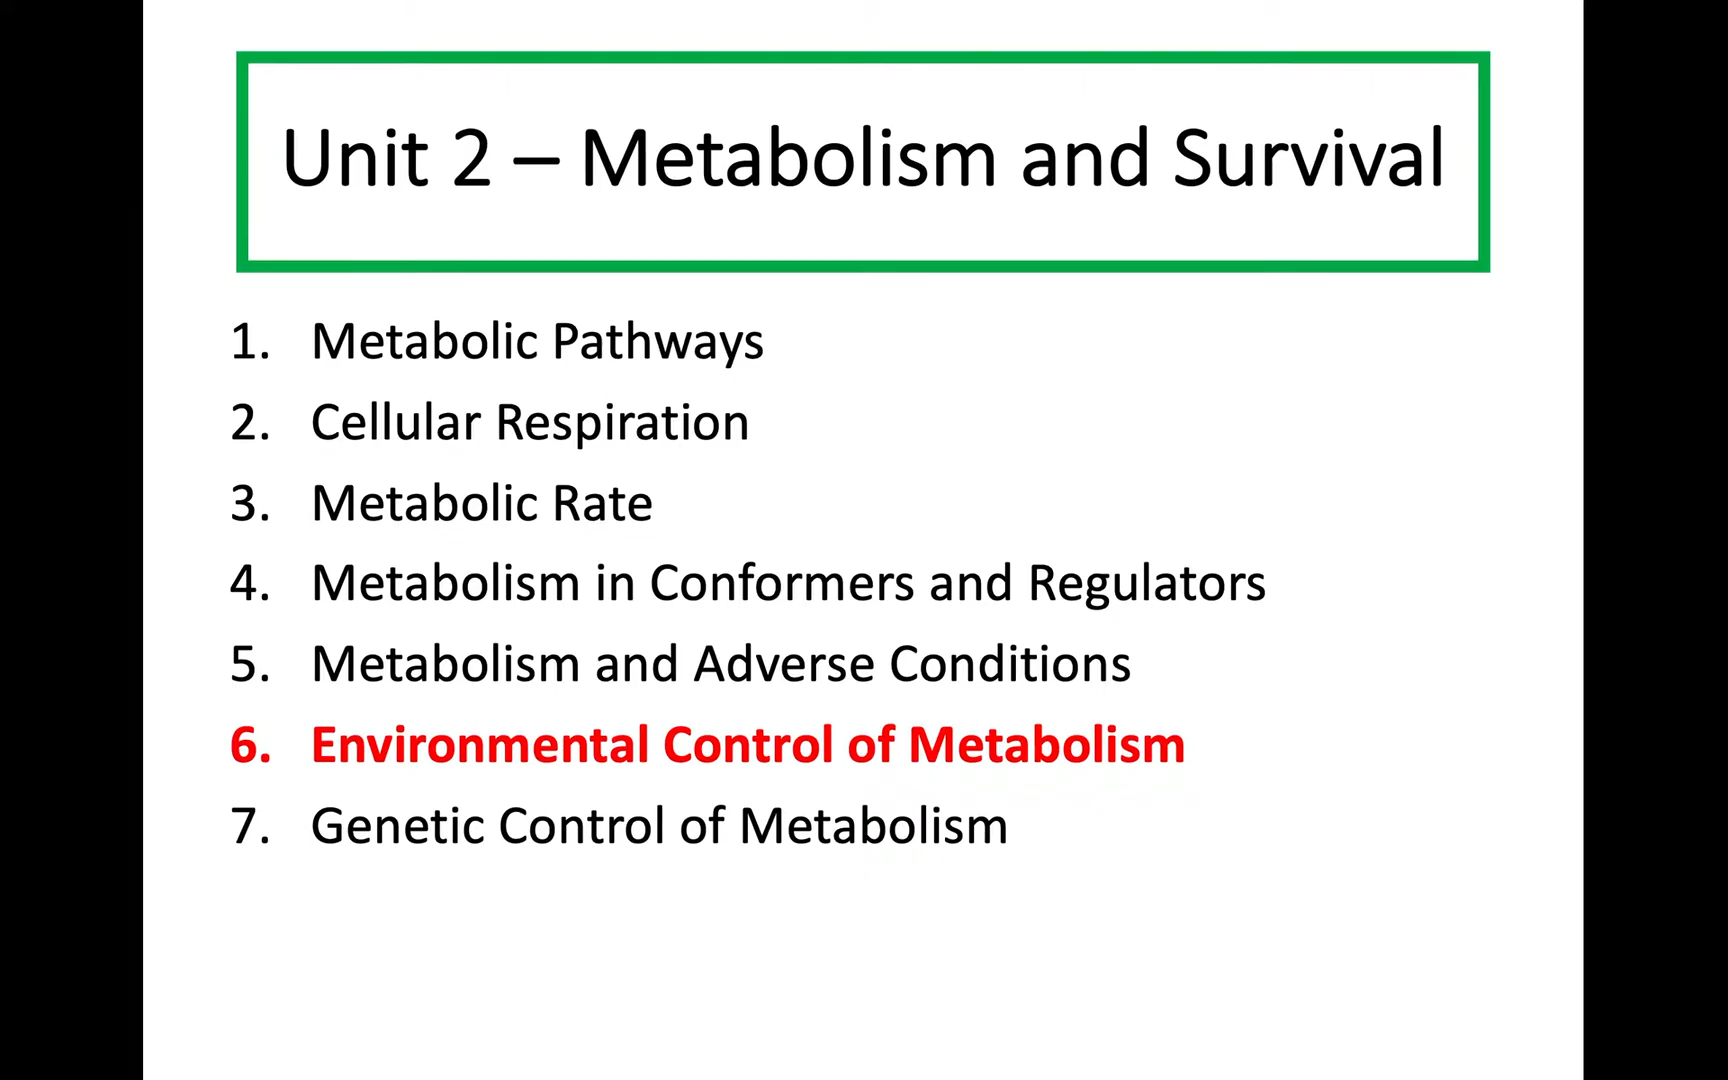 Unit 2 – Metabolism and Survival
1. Metabolic Pathways
2. Cellular Respiration
3. Metabolic Rate
4. Metabolism in Conformers and Regulators
5. Metabolism and Adverse Conditions
6. Environmental Control of Metabolism
7. Genetic Control of Metabolism